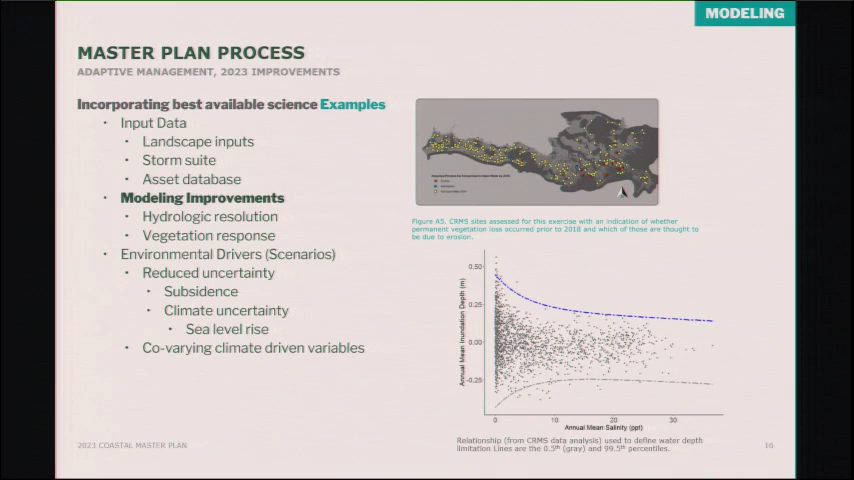 MODELING
MASTER PLAN PROCESS
ADAPTIVE MANAGEMENT, 2023 IMPROVEMENTS
Incorporating best available science Examples
• Input Data
• Landscape inputs
• Storm suite
• Asset database
• Modeling Improvements
• Hydrologic resolution
• Vegetation response
• Environmental Drivers (Scenarios)
• Reduced uncertainty
• Subsidence
• Climate uncertainty
• Sea level rise
• Co-varying climate driven variables
Figure A5. CRMS sites assessed for this exercise with an indication of whether
permanent vegetation loss occurred prior to 2018 and which of those are thought to
be due to erosion.
Annual Mean Inundation Depth (m)
0.50
0.25
0.00
-0.25
0 10 20 30
Annual Mean Salinity (ppt)
Relationship (from CRMS data analysis) used to define water depth
limitation Lines are the 0.5th (gray) and 99.5th percentiles.
2023 COASTAL MASTER PLAN
16